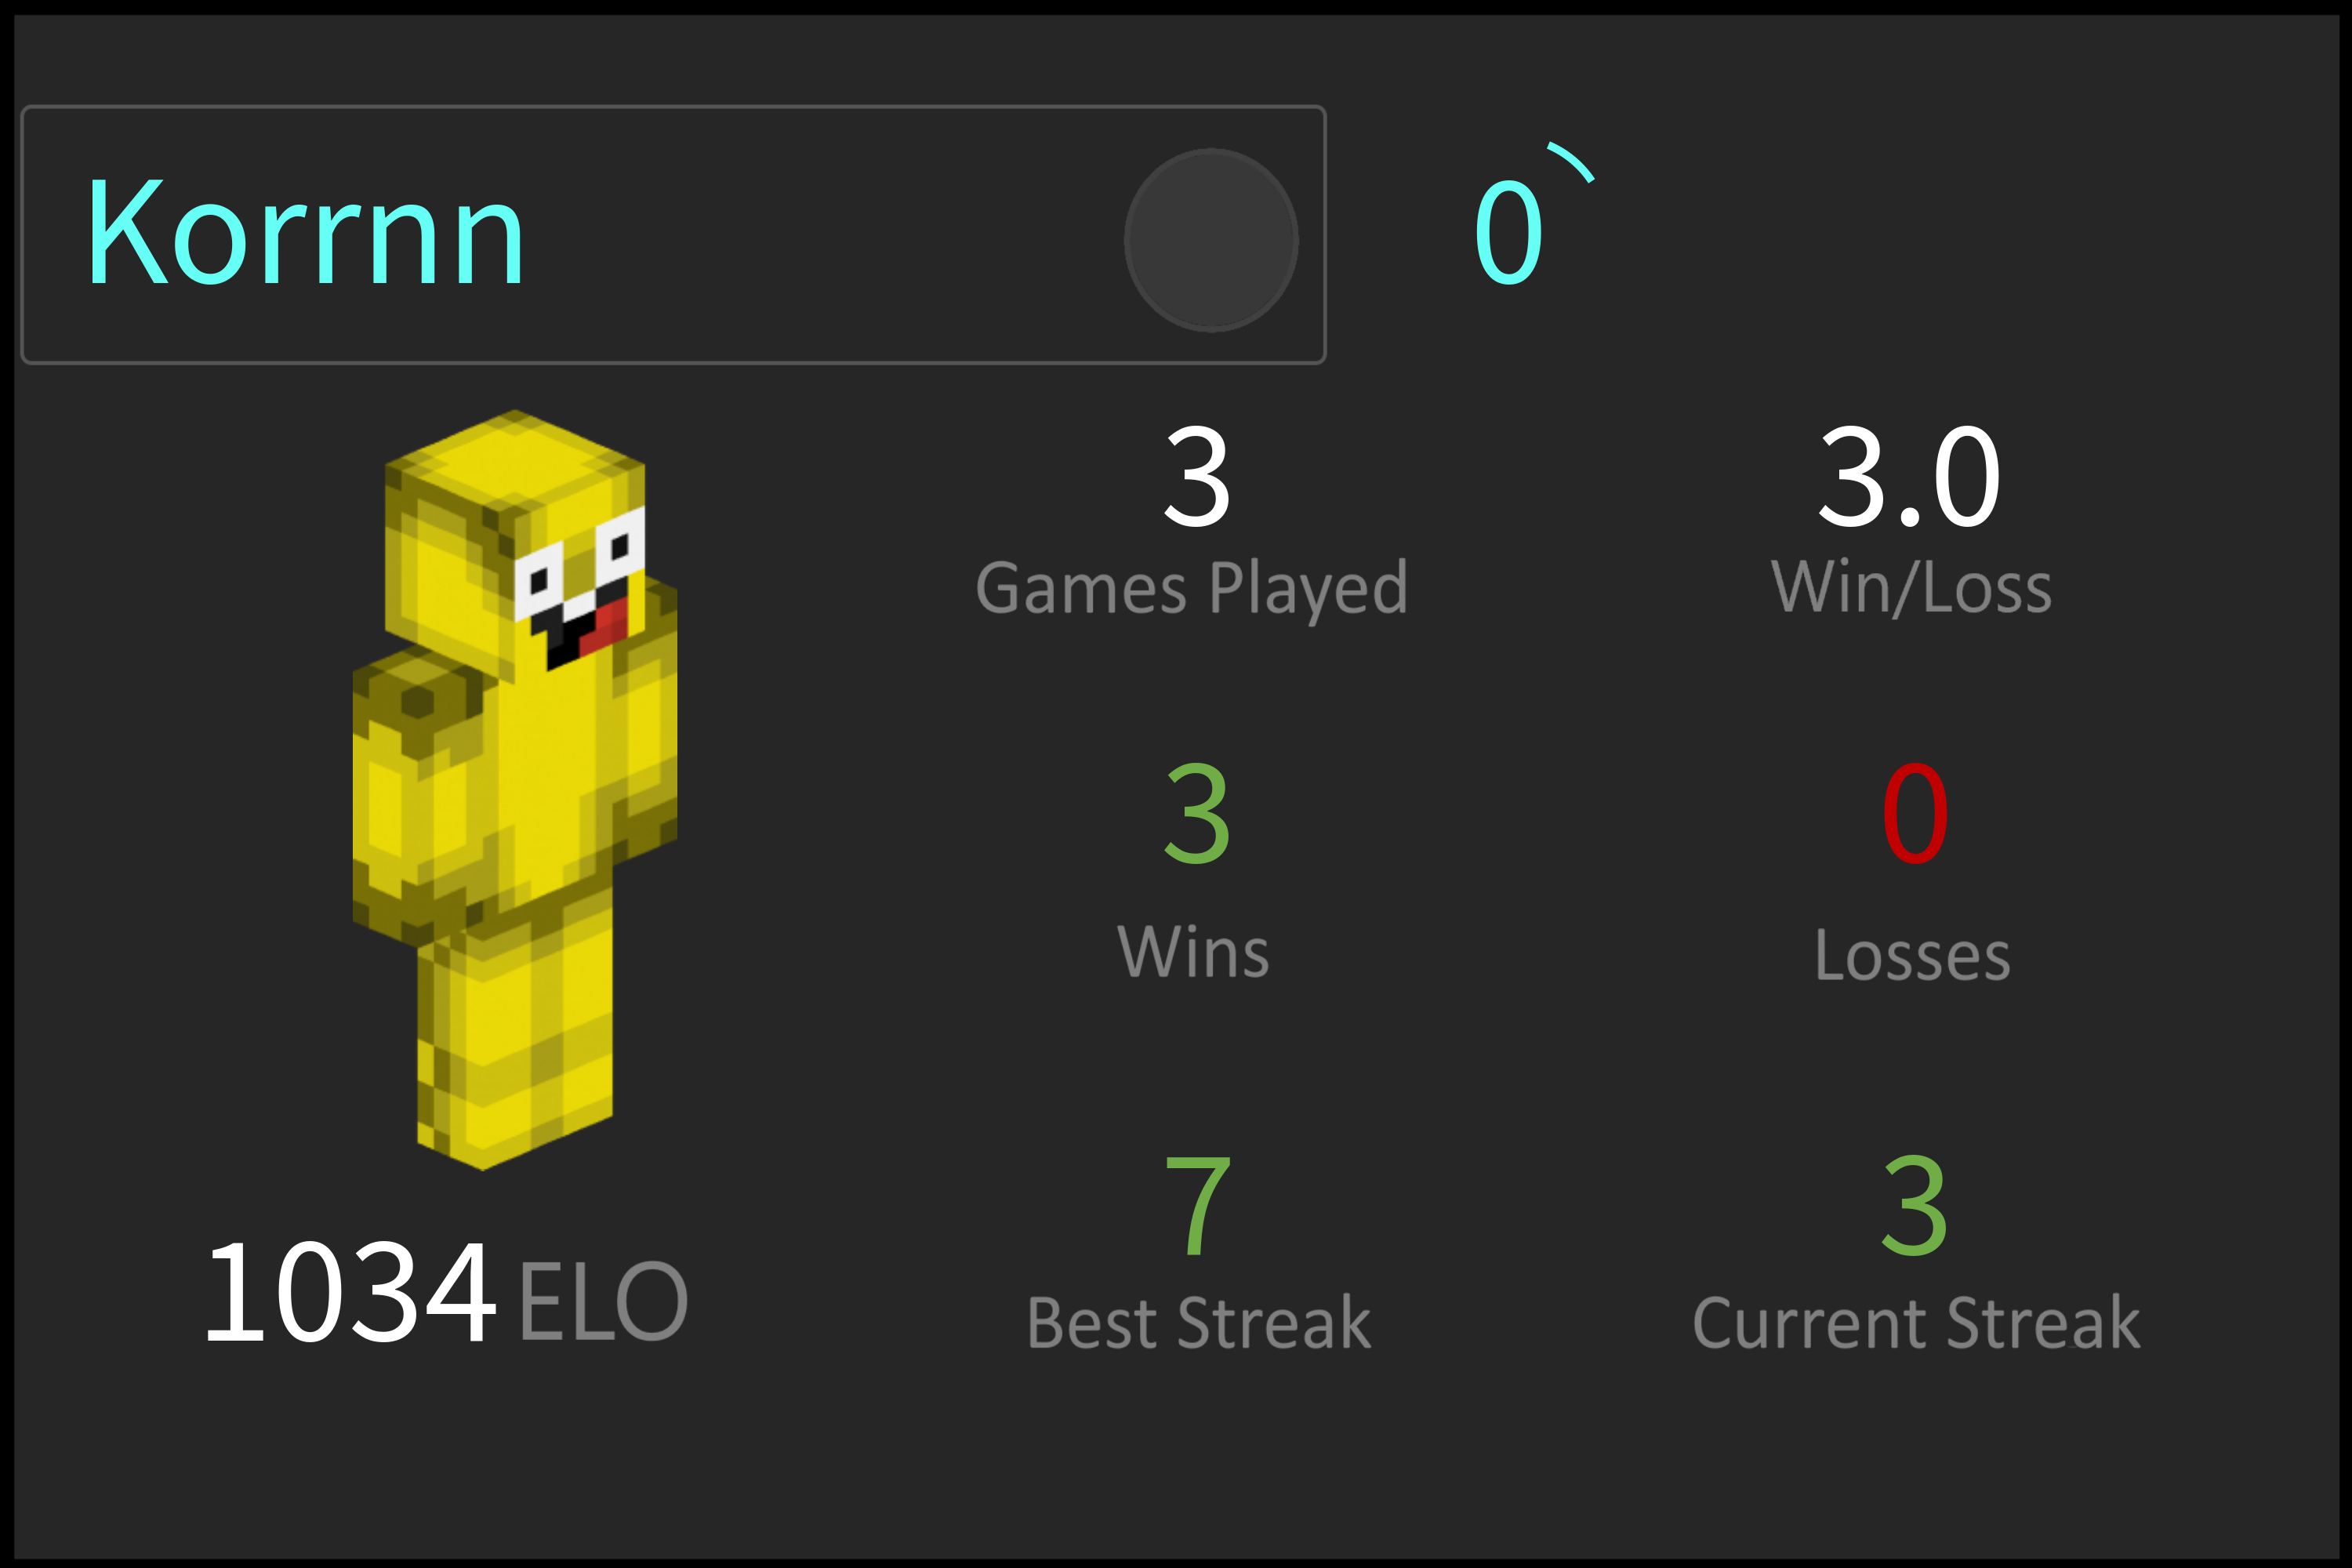 Korrnn 0
3 3.0
Games Played Win/Loss
3 0
Wins Losses
7 3
1034 ELO Best Streak Current Streak